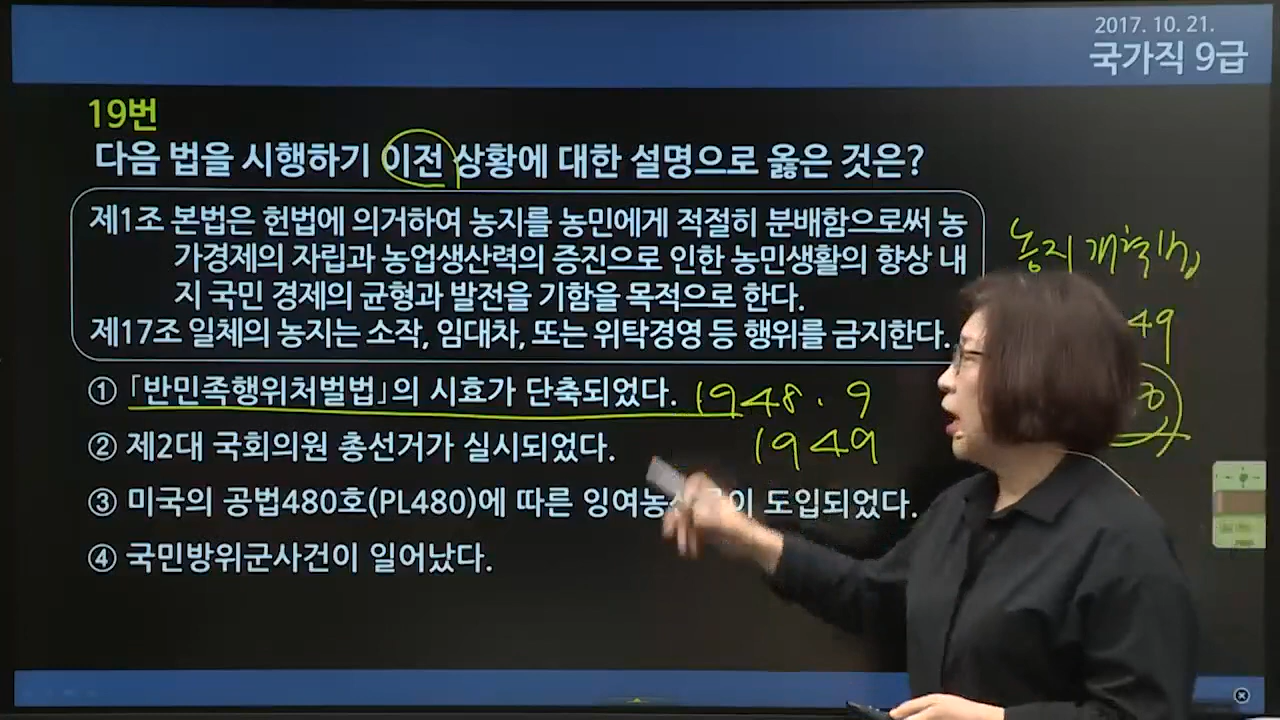 2017. 10. 21.
국가직 9급
19번
다음 법을 시행하기 이전 상황에 대한 설명으로 옳은 것은?
제1조 본법은 헌법에 의거하여 농지를 농민에게 적절히 분배함으로써 농
가경제의 자립과 농업생산력의 증진으로 인한 농민생활의 향상 내
지 국민 경제의 균형과 발전을 기함을 목적으로 한다.
제17조 일체의 농지는 소작, 임대차, 또는 위탁경영 등 행위를 금지한다.
농지개혁법
49
① 「반민족행위처벌법」의 시효가 단축되었다. 1948. 9
1949
② 제2대 국회의원 총선거가 실시되었다.
③ 미국의 공법480호(PL480)에 따른 도입되었다.
④ 국민방위군사건이 일어났다.